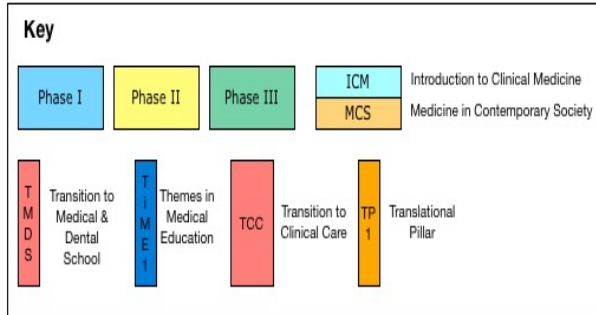 Key
Phase I
Phase II
Phase III
ICM
Introduction to Clinical Medicine
MCS
Medicine in Contemporary Society
T
M
D
S
Transition to
Medical &
Dental
School
T
i
M
E
1
Themes in
Medical
Education
TCC
Transition to
Clinical Care
TP
1
Translational
Pillar